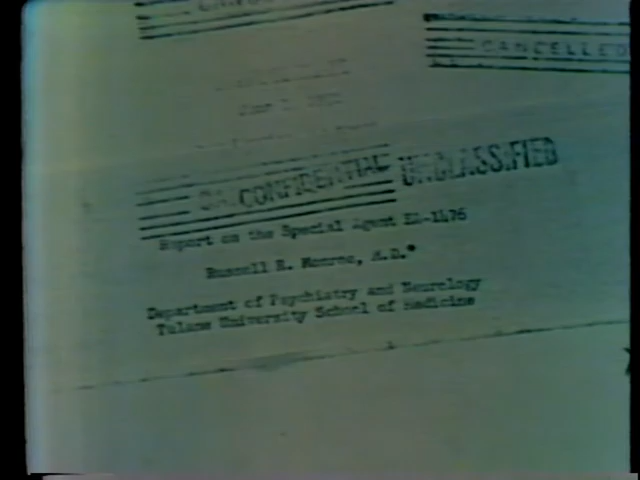 CANCELLED
CONFIDENTIAL UNCLASSIFIED
Report on the Special Agent EA-1476
Russell R. Monroe, M.D.*
Department of Psychiatry and Neurology
Tulane University School of Medicine